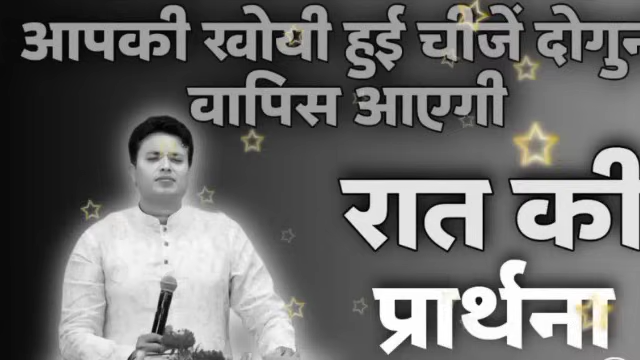 आपकी खोयी हुई चीजें दोगुन
वापिस आएगी
रात की
प्रार्थना